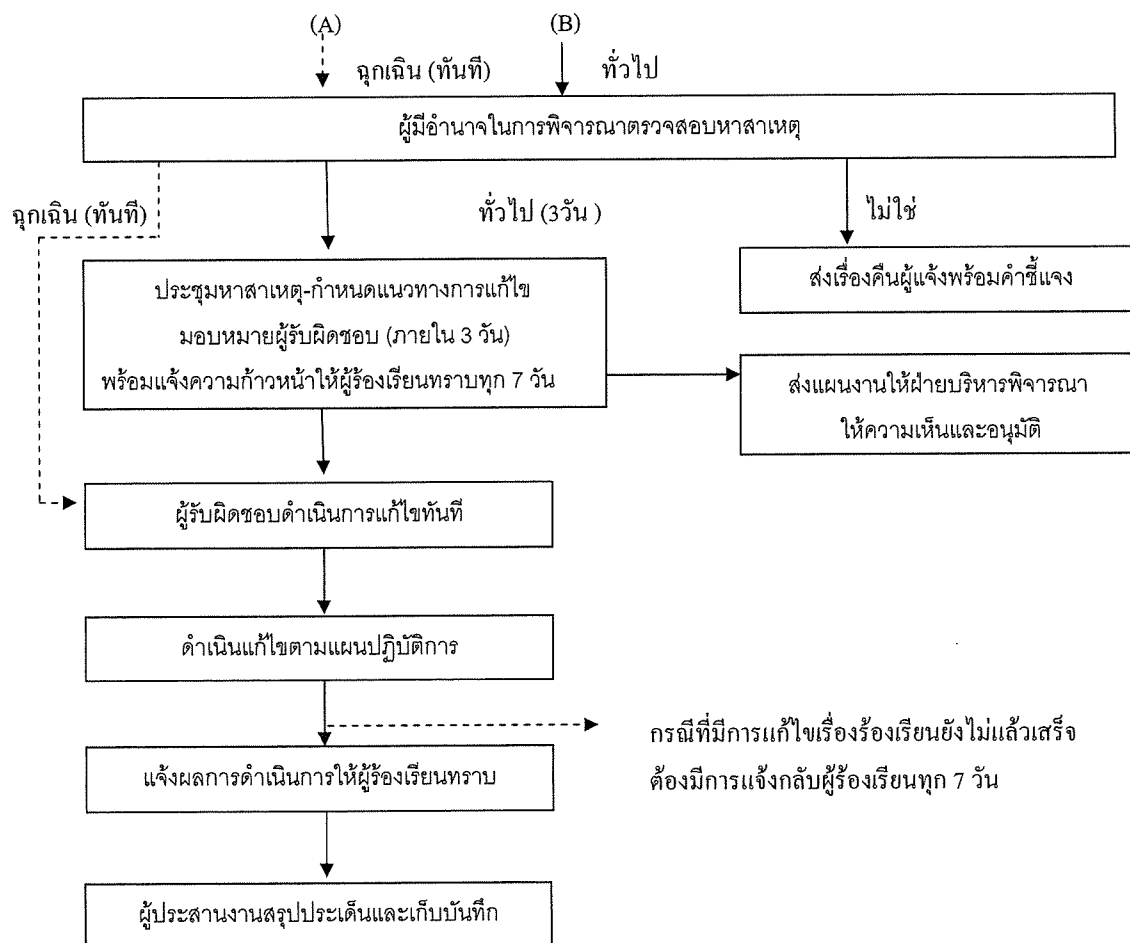 (A)
(B)
ฉุกเฉิน (ทันที)
ทั่วไป
ผู้มีอำนาจในการพิจารณาตรวจสอบหาสาเหตุ
ฉุกเฉิน (ทันที)
ทั่วไป (3วัน )
ไม่ใช่
ประชุมหาสาเหตุ-กำหนดแนวทางการแก้ไข
มอบหมายผู้รับผิดชอบ (ภายใน 3 วัน)
พร้อมแจ้งความก้าวหน้าให้ผู้ร้องเรียนทราบทุก 7 วัน
ส่งเรื่องคืนผู้แจ้งพร้อมคำชี้แจง
ส่งแผนงานให้ฝ่ายบริหารพิจารณา
ให้ความเห็นและอนุมัติ
ผู้รับผิดชอบดำเนินการแก้ไขทันที
ดำเนินแก้ไขตามแผนปฏิบัติการ
กรณีที่มีการแก้ไขเรื่องร้องเรียนยังไม่แล้วเสร็จ
ต้องมีการแจ้งกลับผู้ร้องเรียนทุก 7 วัน
แจ้งผลการดำเนินการให้ผู้ร้องเรียนทราบ
ผู้ประสานงานสรุปประเด็นและเก็บบันทึก